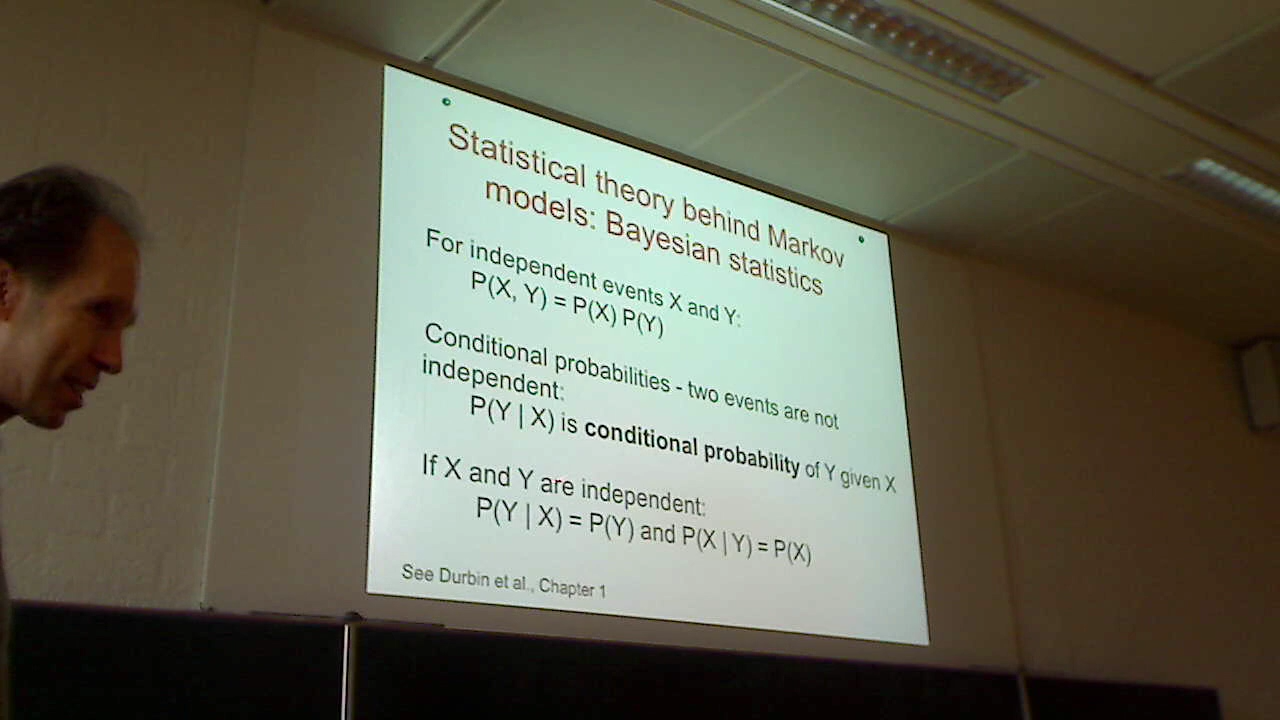 Statistical theory behind Markov
models: Bayesian statistics
For independent events X and Y:
P(X, Y) = P(X) P(Y)
Conditional probabilities - two events are not
independent:
P(Y | X) is conditional probability of Y given X
If X and Y are independent:
P(Y | X) = P(Y) and P(X | Y) = P(X)
See Durbin et al., Chapter 1